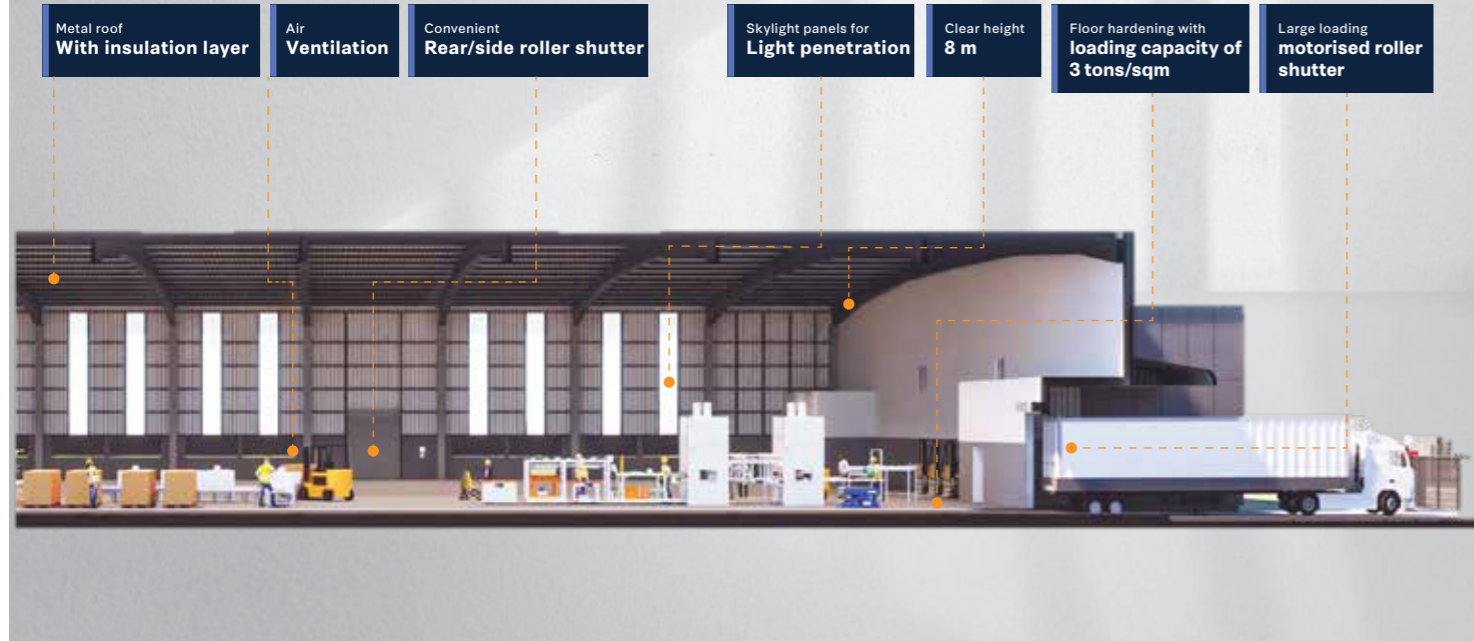 Metal roof
With insulation layer
Air
Ventilation
Convenient
Rear/side roller shutter
Skylight panels for
Light penetration
Clear height
8 m
Floor hardening with
loading capacity of
3 tons/sqm
Large loading
motorised roller
shutter